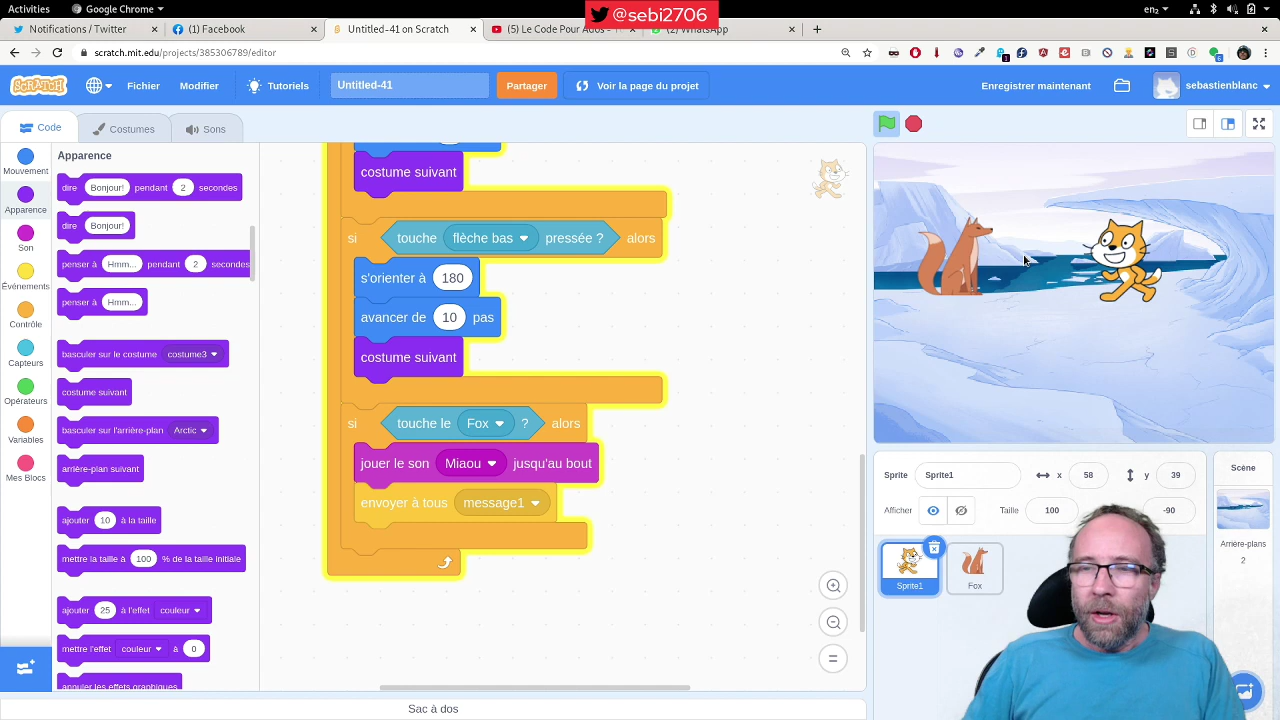 Activities
Google Chrome
@sebi2706
en₂
Notifications / Twitter
(1) Facebook
Untitled-41 on Scratch
(5) Le Code Pour Ados -
(2) WhatsApp
scratch.mit.edu/projects/385306789/editor
SCRATCH
Fichier
Modifier
Tutoriels
Untitled-41
Partager
Voir la page du projet
Enregistrer maintenant
sebastienblanc
Code
Costumes
Sons
Mouvement
Apparence
Son
Événements
Contrôle
Capteurs
Opérateurs
Variables
Mes Blocs
Apparence
dire Bonjour! pendant 2 secondes
dire Bonjour!
penser à Hmm... pendant 2 secondes
penser à Hmm...
basculer sur le costume costume3
costume suivant
basculer sur l'arrière-plan Arctic
arrière-plan suivant
ajouter 10 à la taille
mettre la taille à 100 % de la taille initiale
ajouter 25 à l'effet couleur
mettre l'effet couleur à 0
annuler les effets graphiques
costume suivant
si touche flèche bas pressée ? alors
s'orienter à 180
avancer de 10 pas
costume suivant
si touche le Fox ? alors
jouer le son Miaou jusqu'au bout
envoyer à tous message1
Sac à dos
Sprite Sprite1 x 58 y 39
Afficher Taille 100 -90
Sprite1
Fox
Scène
Arrière-plans
2